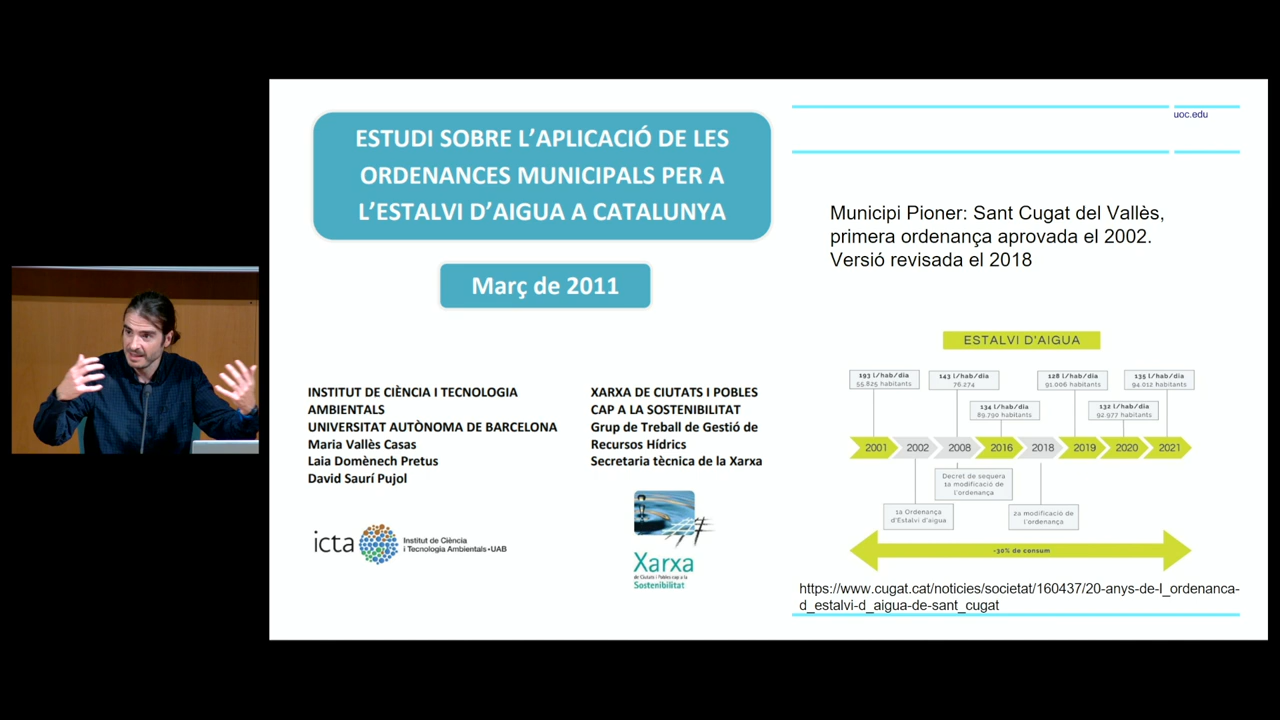 ESTUDI SOBRE L'APLICACIÓ DE LES
ORDENANCES MUNICIPALS PER A
L'ESTALVI D'AIGUA A CATALUNYA
Març de 2011
INSTITUT DE CIÈNCIA I TECNOLOGIA
AMBIENTALS
UNIVERSITAT AUTÒNOMA DE BARCELONA
Maria Vallès Casas
Laia Domènech Pretus
David Saurí Pujol
XARXA DE CIUTATS I POBLES
CAP A LA SOSTENIBILITAT
Grup de Treball de Gestió de
Recursos Hídrics
Secretaria tècnica de la Xarxa
icta
Institut de Ciència
i Tecnologia Ambientals·UAB
Xarxa
de Ciutats i Pobles cap a la
Sostenibilitat
uoc.edu
Municipi Pioner: Sant Cugat del Vallès,
primera ordenança aprovada el 2002.
Versió revisada el 2018
ESTALVI D'AIGUA
193 l/hab/dia
55.825 habitants
143 l/hab/dia
76.274
128 l/hab/dia
91.006 habitants
135 l/hab/dia
94.012 habitants
134 l/hab/dia
89.790 habitants
132 l/hab/dia
92.977 habitants
2001 2002 2008 2016 2018 2019 2020 2021
Decret de sequera
1a modificació de
l'ordenança
1a Ordenança
d'Estalvi d'aigua
2a modificació de
l'ordenança
-30% de consum
https://www.cugat.cat/noticies/societat/160437/20-anys-de-l_ordenanca-
d_estalvi-d_aigua-de-sant_cugat